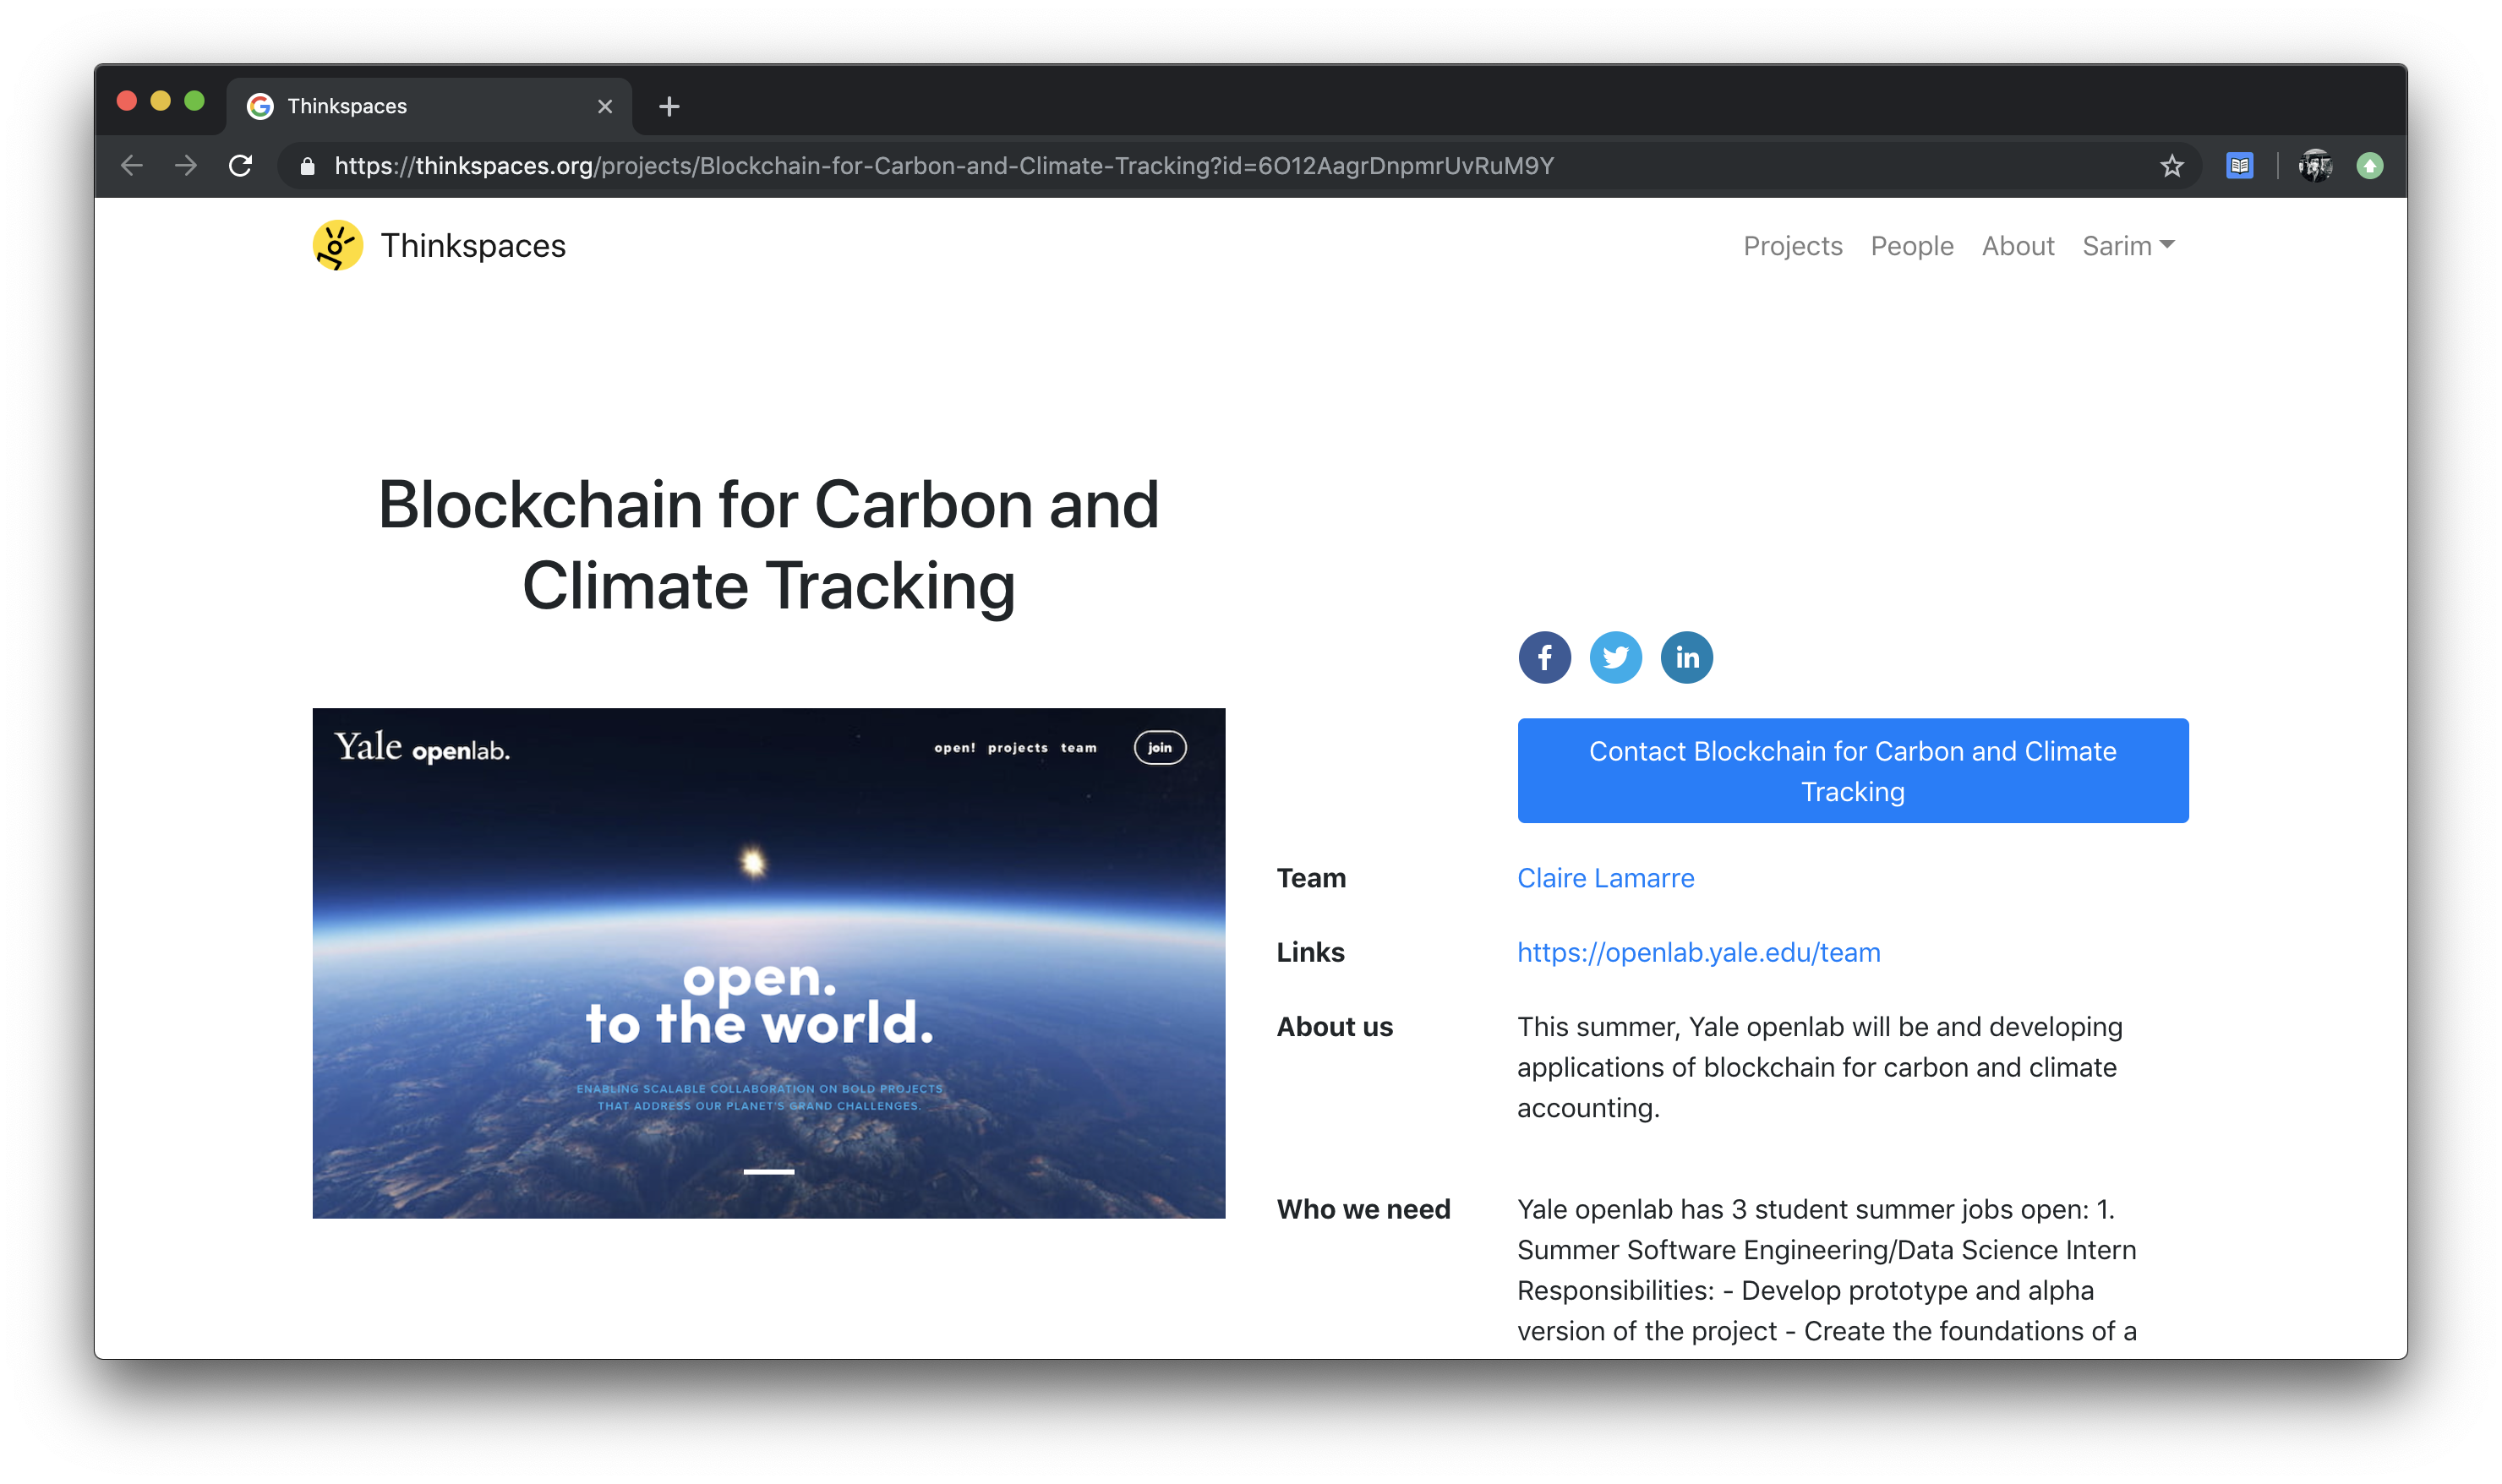 Thinkspaces
https://thinkspaces.org/projects/Blockchain-for-Carbon-and-Climate-Tracking?id=6O12AagrDnpmrUvRuM9Y
Thinkspaces
Projects People About Sarim
Blockchain for Carbon and
Climate Tracking
Yale openlab.
open! projects team join
open.
to the world.
ENABLING SCALABLE COLLABORATION ON BOLD PROJECTS
THAT ADDRESS OUR PLANET'S GRAND CHALLENGES.
Contact Blockchain for Carbon and Climate
Tracking
Team Claire Lamarre
Links https://openlab.yale.edu/team
About us This summer, Yale openlab will be and developing
applications of blockchain for carbon and climate
accounting.
Who we need Yale openlab has 3 student summer jobs open: 1.
Summer Software Engineering/Data Science Intern
Responsibilities: - Develop prototype and alpha
version of the project - Create the foundations of a